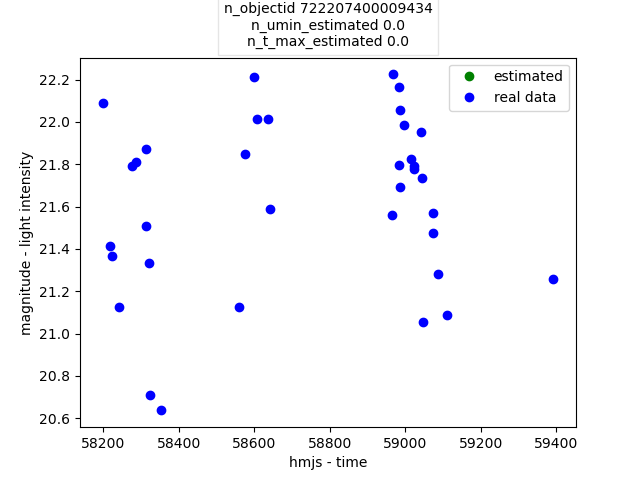 n_objectid 722207400009434
n_umin_estimated 0.0
n_t_max_estimated 0.0
estimated
real data
22.2
22.0
21.8
21.6
21.4
21.2
21.0
20.8
20.6
magnitude - light intensity
58200 58400 58600 58800 59000 59200 59400
hmjs - time